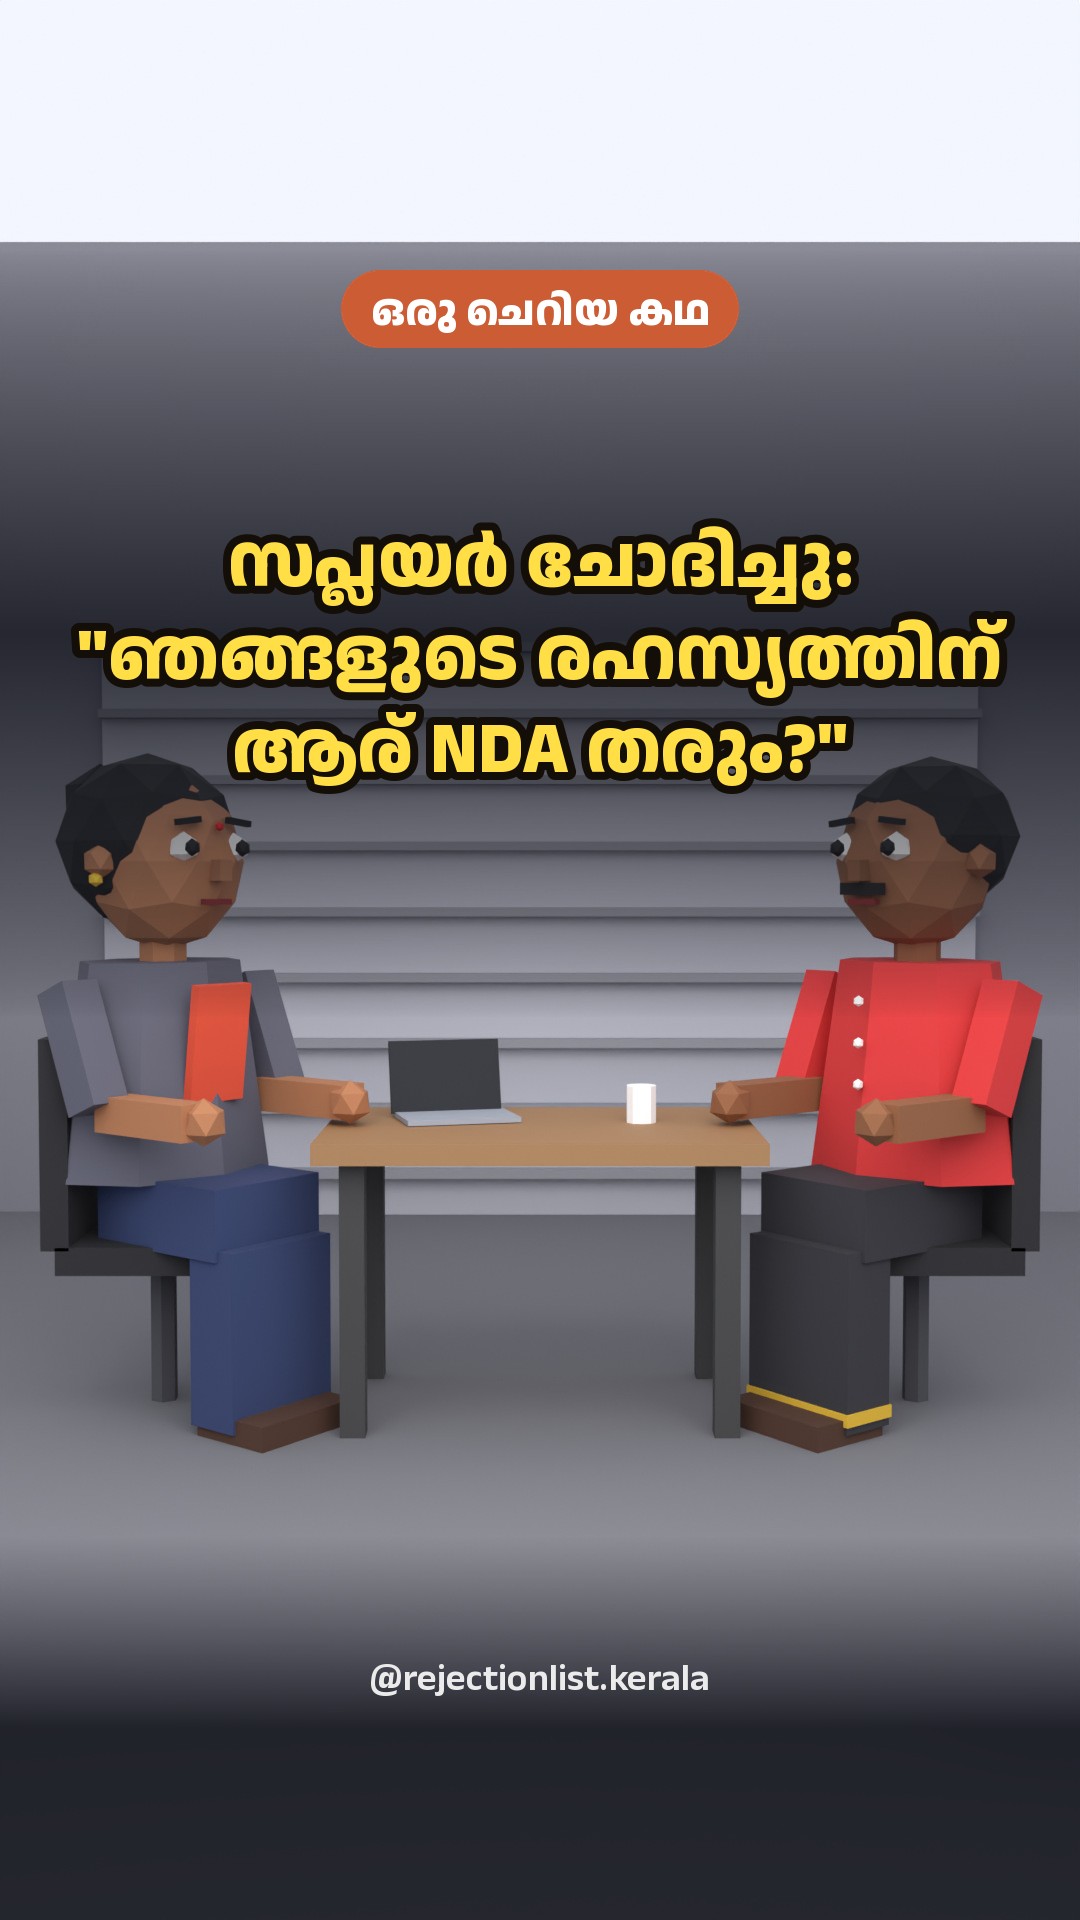 ഒരു ചെറിയ കഥ
സപ്ലയർ ചോദിച്ചു:
"ഞങ്ങളുടെ രഹസ്യത്തിന്
ആര് NDA തരും?"
@rejectionlist.kerala